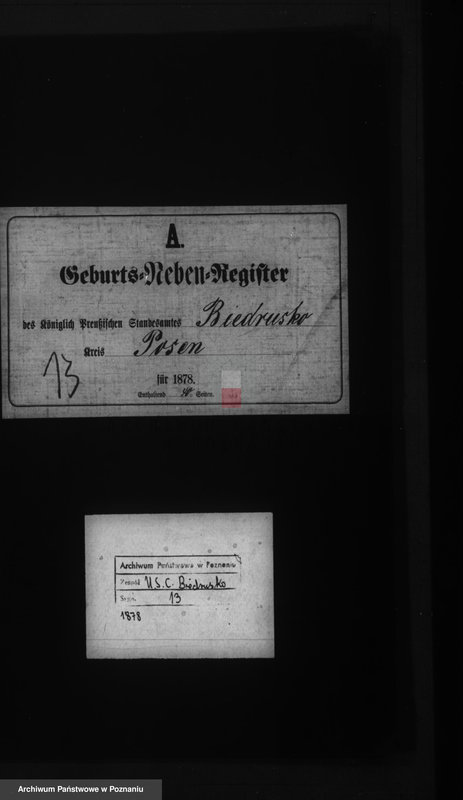 A.
Geburts-Neben-Register
des Königlich Preußischen Standesamtes Biedrusko
Kreis Posen
13
für 1878.
Enthaltend Seiten.
Archiwum Państwowe w Poznaniu
Zespół U.S.C. Biedrusko
Sygn. 13
1878
Archiwum Państwowe w Poznaniu